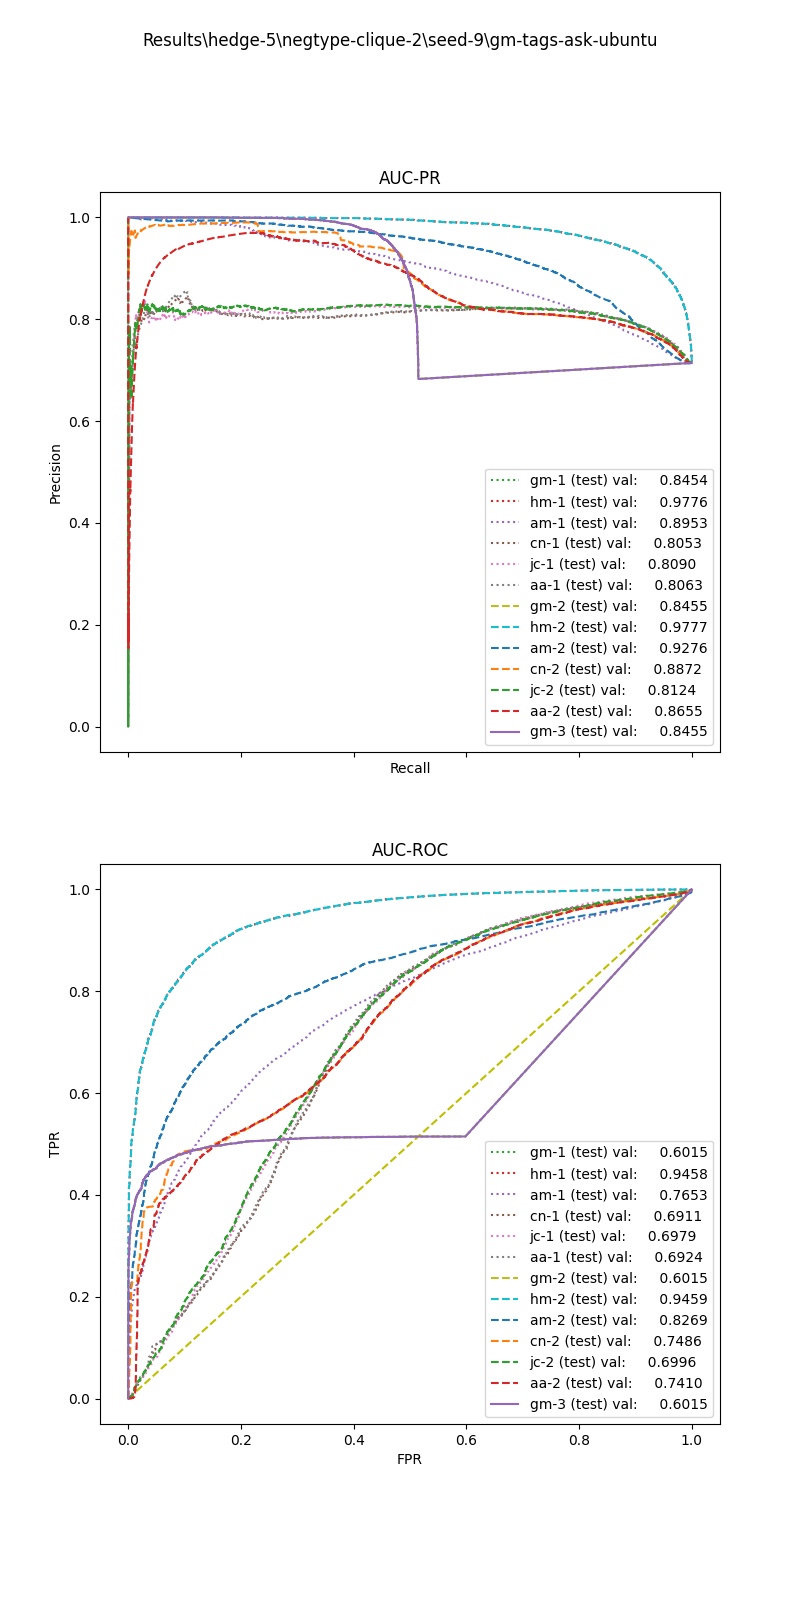 Results\hedge-5\negtype-clique-2\seed-9\gm-tags-ask-ubuntu
AUC-PR
1.0
0.8
0.6
0.4
0.2
0.0
Precision
Recall
gm-1 (test) val: 0.8454
hm-1 (test) val: 0.9776
am-1 (test) val: 0.8953
cn-1 (test) val: 0.8053
jc-1 (test) val: 0.8090
aa-1 (test) val: 0.8063
gm-2 (test) val: 0.8455
hm-2 (test) val: 0.9777
am-2 (test) val: 0.9276
cn-2 (test) val: 0.8872
jc-2 (test) val: 0.8124
aa-2 (test) val: 0.8655
gm-3 (test) val: 0.8455
AUC-ROC
1.0
0.8
0.6
0.4
0.2
0.0
TPR
gm-1 (test) val: 0.6015
hm-1 (test) val: 0.9458
am-1 (test) val: 0.7653
cn-1 (test) val: 0.6911
jc-1 (test) val: 0.6979
aa-1 (test) val: 0.6924
gm-2 (test) val: 0.6015
hm-2 (test) val: 0.9459
am-2 (test) val: 0.8269
cn-2 (test) val: 0.7486
jc-2 (test) val: 0.6996
aa-2 (test) val: 0.7410
gm-3 (test) val: 0.6015
0.0 0.2 0.4 0.6 0.8 1.0
FPR